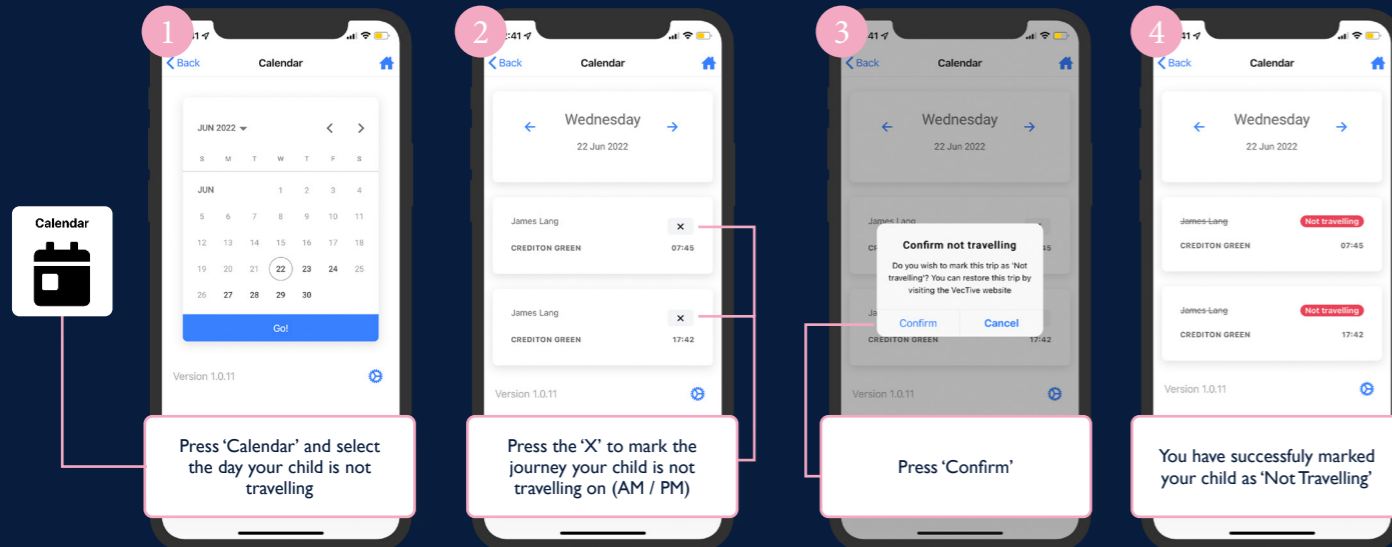 Calendar
1
41
Back Calendar
JUN 2022
S M T W T F S
JUN 1 2 3 4
5 6 7 8 9 10 11
12 13 14 15 16 17 18
19 20 21 22 23 24 25
26 27 28 29 30
Go!
Version 1.0.11
Press ‘Calendar’ and select
the day your child is not
travelling
2
:41
Back Calendar
Wednesday
22 Jun 2022
James Lang
X
CREDITON GREEN 07:45
James Lang
X
CREDITON GREEN 17:42
Version 1.0.11
Press the ‘X’ to mark the
journey your child is not
travelling on (AM / PM)
3
41
Back Calendar
Wednesday
22 Jun 2022
James Lang
Confirm not travelling
Do you wish to mark this trip as 'Not
travelling'? You can restore this trip by
visiting the VecTive website
Confirm Cancel
CREDITON GREEN 17:42
Version 1.0.11
Press ‘Confirm’
4
41
Back Calendar
Wednesday
22 Jun 2022
James Lang Not travelling
CREDITON GREEN 07:45
James Lang Not travelling
CREDITON GREEN 17:42
Version 1.0.11
You have successfuly marked
your child as ‘Not Travelling’